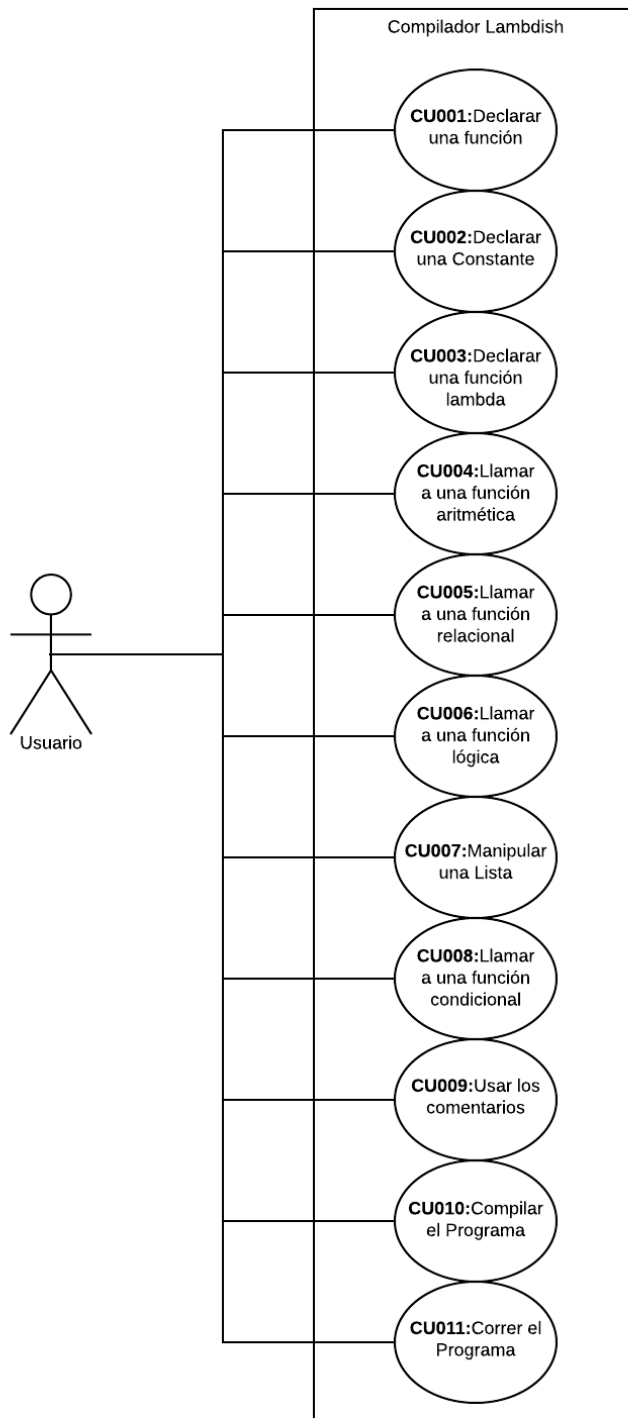 Compilador Lambdish
CU001:Declarar
una función
CU002:Declarar
una Constante
CU003:Declarar
una función
lambda
CU004:Llamar
a una función
aritmética
CU005:Llamar
a una función
relacional
Usuario
CU006:Llamar
a una función
lógica
CU007:Manipular
una Lista
CU008:Llamar
a una función
condicional
CU009:Usar los
comentarios
CU010:Compilar
el Programa
CU011:Correr el
Programa